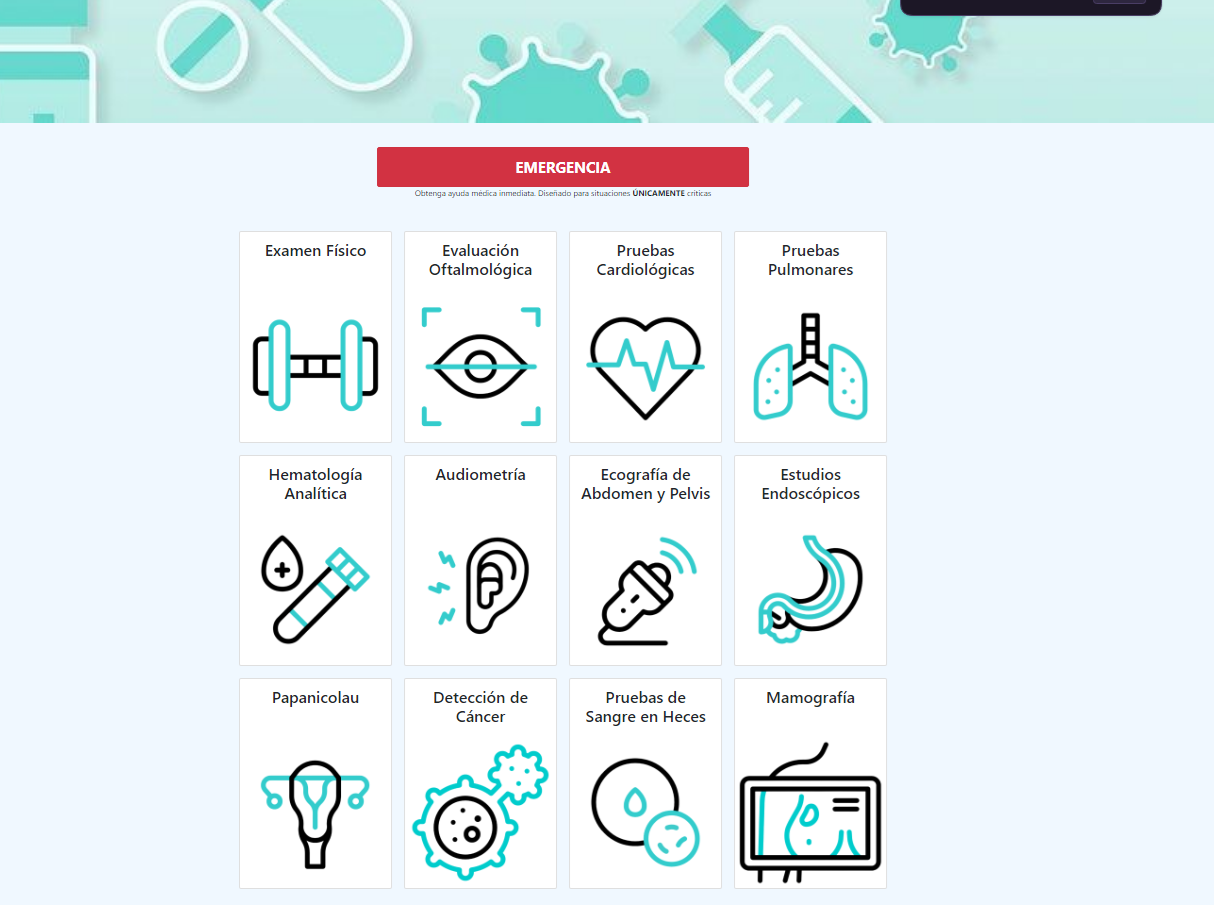 EMERGENCIA
Obtenga ayuda médica inmediata. Diseñado para situaciones ÚNICAMENTE criticas
Examen Físico
Evaluación
Oftalmológica
Pruebas
Cardiológicas
Pruebas
Pulmonares
Hematología
Analítica
Audiometría
Ecografía de
Abdomen y Pelvis
Estudios
Endoscópicos
Papanicolau
Detección de
Cáncer
Pruebas de
Sangre en Heces
Mamografía